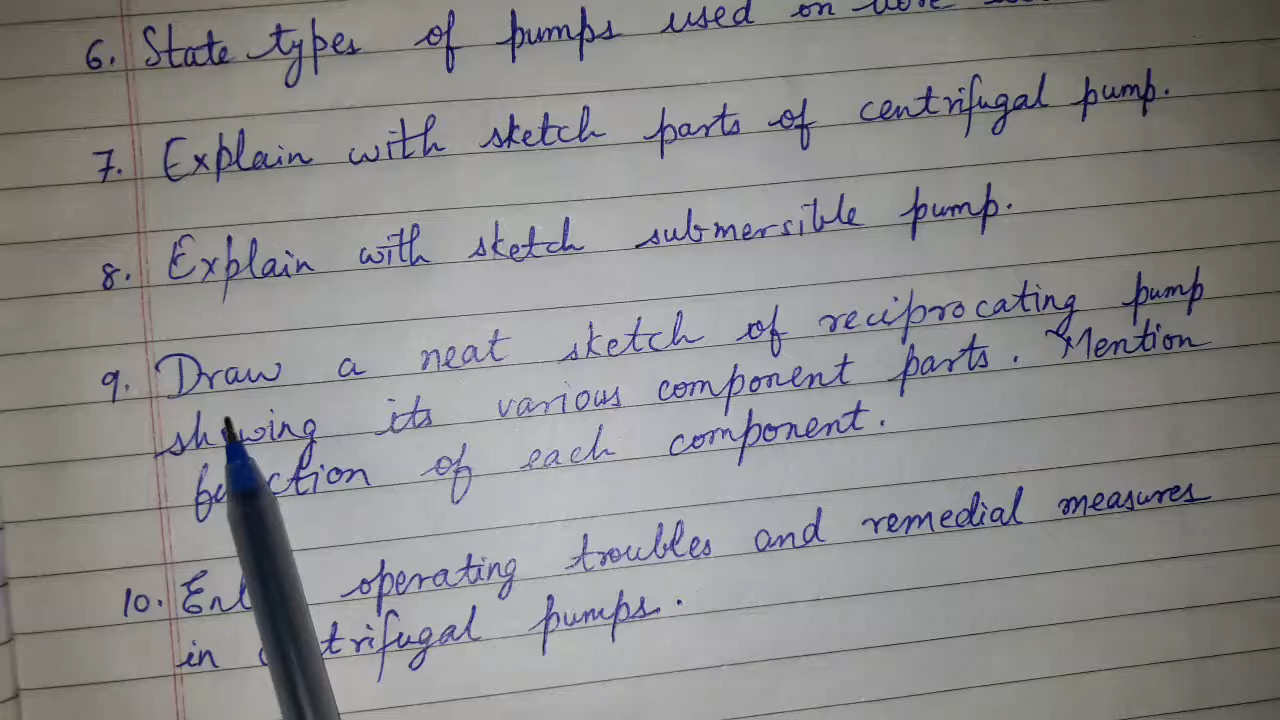 6. State types of pumps used on
7. Explain with sketch parts of centrifugal pump.
8. Explain with sketch submersible pump.
9. Draw a neat sketch of reciprocating pump
showing its various component parts. Mention
function of each component.
10. operating troubles and remedial measures
in centrifugal pumps.